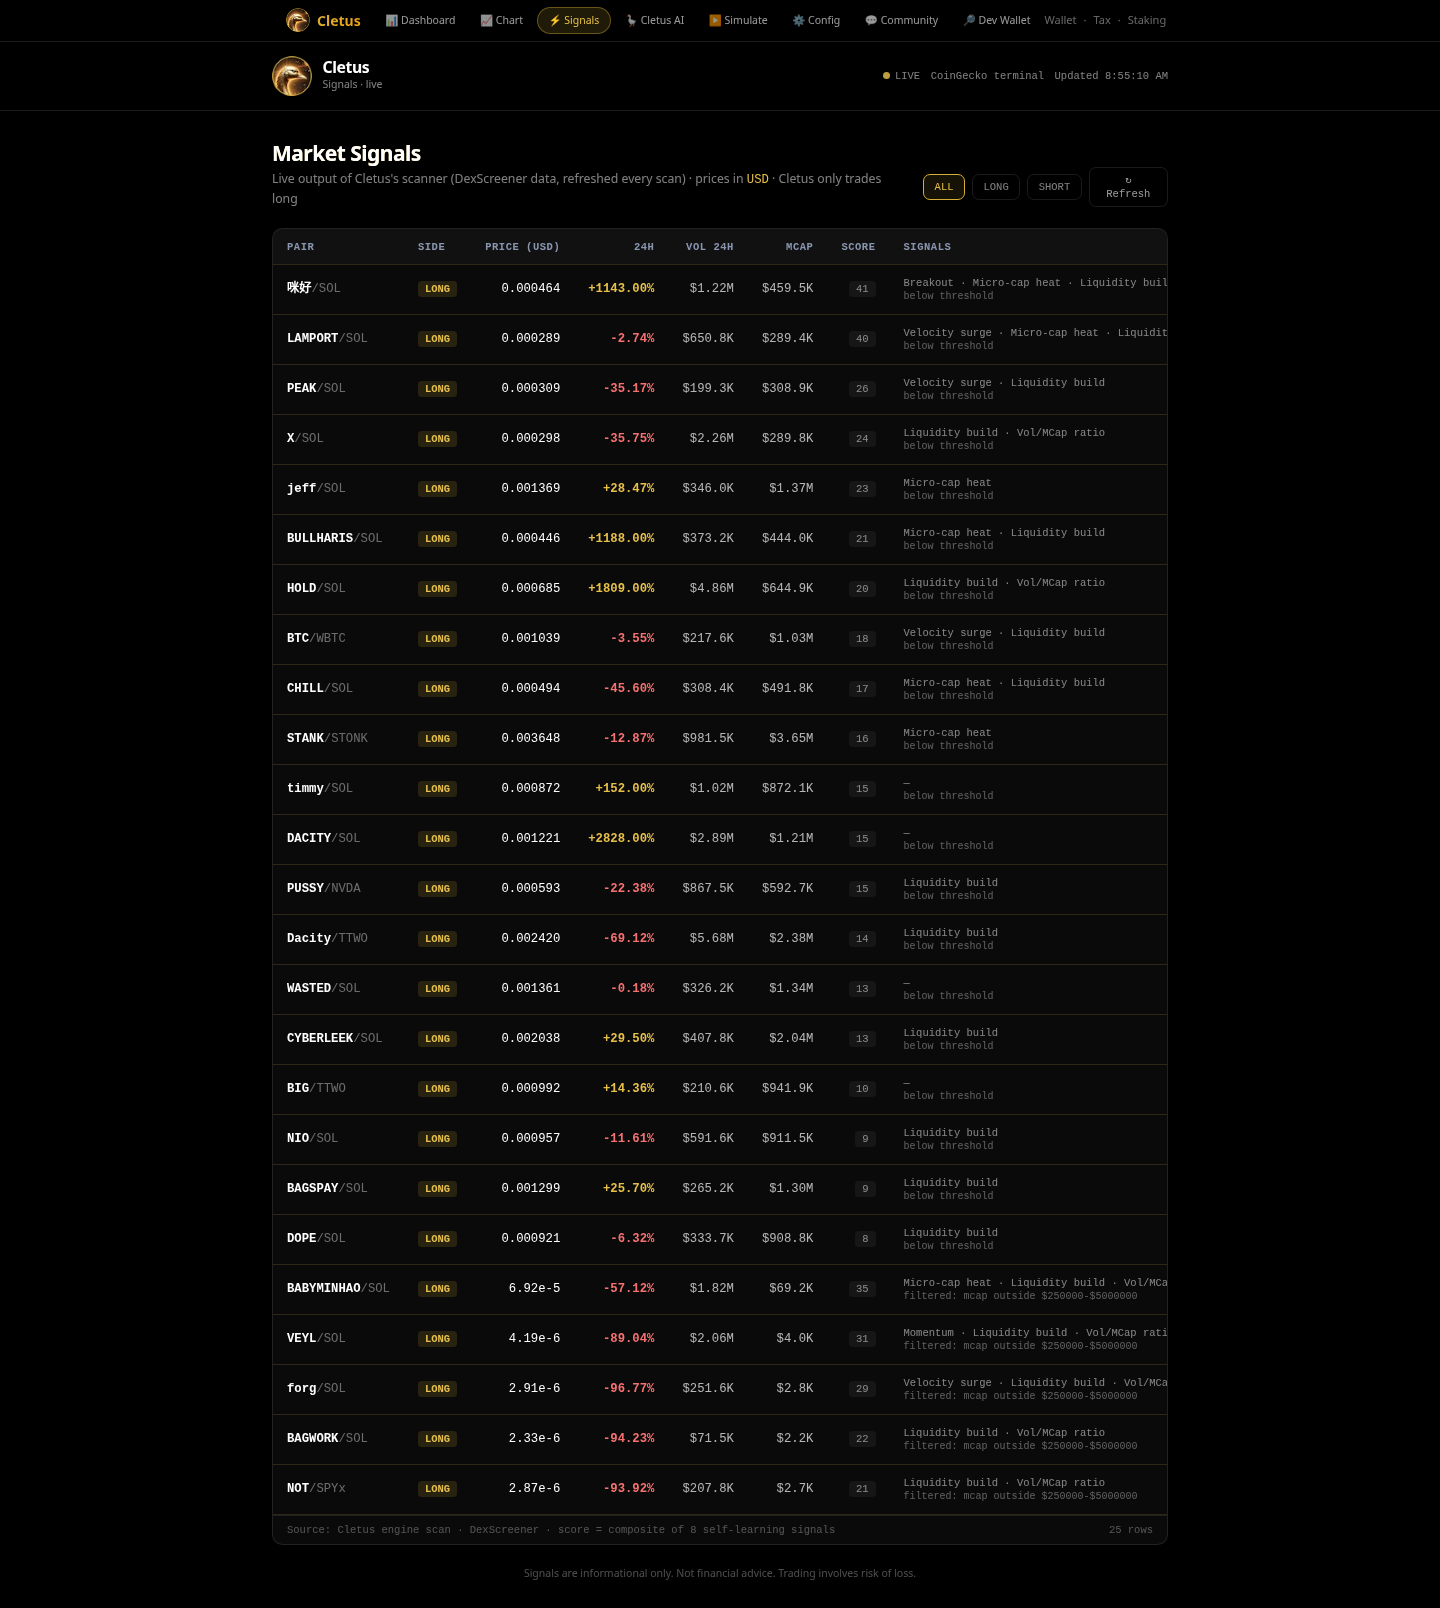 Cletus
📊 Dashboard
📈 Chart
⚡ Signals
🦤 Cletus AI
▶️ Simulate
⚙️ Config
💬 Community
🔎 Dev Wallet
Wallet · Tax · Staking
Cletus
Signals · live
LIVE CoinGecko terminal Updated 8:55:10 AM
Market Signals
Live output of Cletus's scanner (DexScreener data, refreshed every scan) · prices in USD · Cletus only trades
long
ALL LONG SHORT
↻
Refresh
PAIR SIDE PRICE (USD) 24H VOL 24H MCAP SCORE SIGNALS
咪好/SOL LONG 0.000464 +1143.00% $1.22M $459.5K 41 Breakout · Micro-cap heat · Liquidity buil
below threshold
LAMPORT/SOL LONG 0.000289 -2.74% $650.8K $289.4K 40 Velocity surge · Micro-cap heat · Liquidit
below threshold
PEAK/SOL LONG 0.000309 -35.17% $199.3K $308.9K 26 Velocity surge · Liquidity build
below threshold
X/SOL LONG 0.000298 -35.75% $2.26M $289.8K 24 Liquidity build · Vol/MCap ratio
below threshold
jeff/SOL LONG 0.001369 +28.47% $346.0K $1.37M 23 Micro-cap heat
below threshold
BULLHARIS/SOL LONG 0.000446 +1188.00% $373.2K $444.0K 21 Micro-cap heat · Liquidity build
below threshold
HOLD/SOL LONG 0.000685 +1809.00% $4.86M $644.9K 20 Liquidity build · Vol/MCap ratio
below threshold
BTC/WBTC LONG 0.001039 -3.55% $217.6K $1.03M 18 Velocity surge · Liquidity build
below threshold
CHILL/SOL LONG 0.000494 -45.60% $308.4K $491.8K 17 Micro-cap heat · Liquidity build
below threshold
STANK/STONK LONG 0.003648 -12.87% $981.5K $3.65M 16 Micro-cap heat
below threshold
timmy/SOL LONG 0.000872 +152.00% $1.02M $872.1K 15 —
below threshold
DACITY/SOL LONG 0.001221 +2828.00% $2.89M $1.21M 15 —
below threshold
PUSSY/NVDA LONG 0.000593 -22.38% $867.5K $592.7K 15 Liquidity build
below threshold
Dacity/TTWO LONG 0.002420 -69.12% $5.68M $2.38M 14 Liquidity build
below threshold
WASTED/SOL LONG 0.001361 -0.18% $326.2K $1.34M 13 —
below threshold
CYBERLEEK/SOL LONG 0.002038 +29.50% $407.8K $2.04M 13 Liquidity build
below threshold
BIG/TTWO LONG 0.000992 +14.36% $210.6K $941.9K 10 —
below threshold
NIO/SOL LONG 0.000957 -11.61% $591.6K $911.5K 9 Liquidity build
below threshold
BAGSPAY/SOL LONG 0.001299 +25.70% $265.2K $1.30M 9 Liquidity build
below threshold
DOPE/SOL LONG 0.000921 -6.32% $333.7K $908.8K 8 Liquidity build
below threshold
BABYMINHAO/SOL LONG 6.92e-5 -57.12% $1.82M $69.2K 35 Micro-cap heat · Liquidity build · Vol/MCa
filtered: mcap outside $250000-$5000000
VEYL/SOL LONG 4.19e-6 -89.04% $2.06M $4.0K 31 Momentum · Liquidity build · Vol/MCap rati
filtered: mcap outside $250000-$5000000
forg/SOL LONG 2.91e-6 -96.77% $251.6K $2.8K 29 Velocity surge · Liquidity build · Vol/MCa
filtered: mcap outside $250000-$5000000
BAGWORK/SOL LONG 2.33e-6 -94.23% $71.5K $2.2K 22 Liquidity build · Vol/MCap ratio
filtered: mcap outside $250000-$5000000
NOT/SPYx LONG 2.87e-6 -93.92% $207.8K $2.7K 21 Liquidity build · Vol/MCap ratio
filtered: mcap outside $250000-$5000000
Source: Cletus engine scan · DexScreener · score = composite of 8 self-learning signals 25 rows
Signals are informational only. Not financial advice. Trading involves risk of loss.